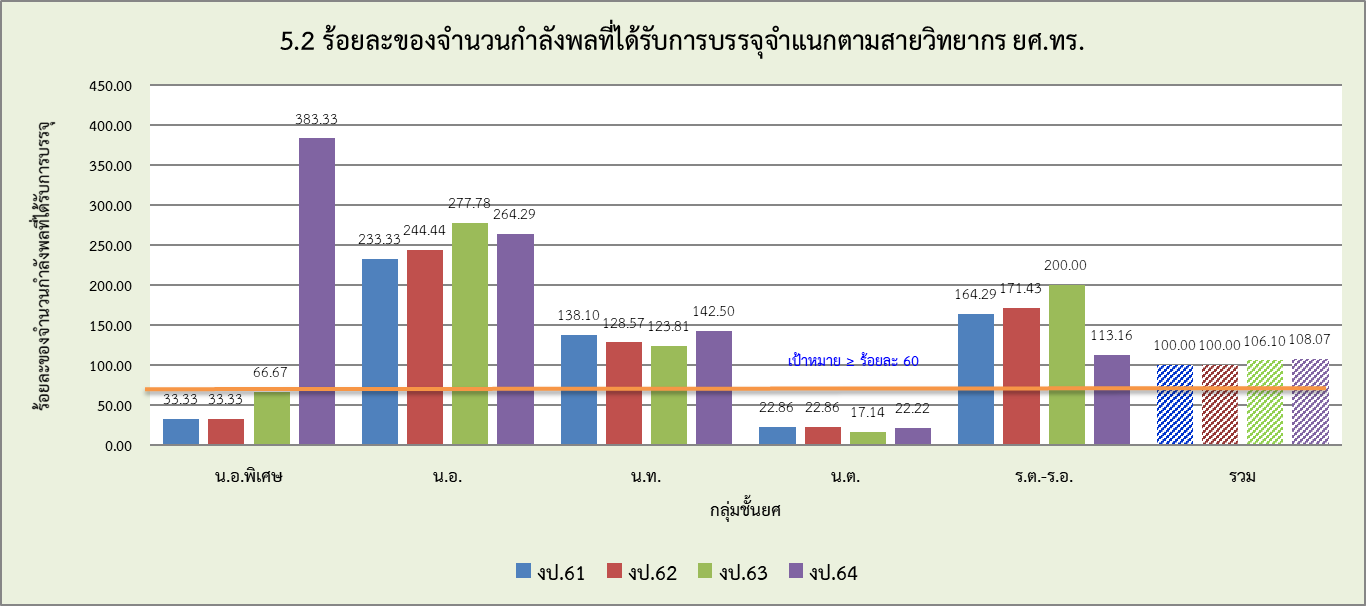 5.2 ร้อยละของจำนวนกำลังพลที่ได้รับการบรรจุจำแนกตามสายวิทยากร ยศ.ทร.
ร้อยละของจำนวนกำลังพลที่ได้รับการบรรจุ
450.00
400.00
350.00
300.00
250.00
200.00
150.00
100.00
50.00
0.00
33.33 33.33 66.67 383.33
233.33 244.44 277.78 264.29
138.10 128.57 123.81 142.50
เป้าหมาย ≥ ร้อยละ 60
22.86 22.86 17.14 22.22
164.29 171.43 200.00 113.16
100.00 100.00 106.10 108.07
น.อ.พิเศษ น.อ. น.ท. น.ต. ร.ต.-ร.อ. รวม
กลุ่มชั้นยศ
งป.61 งป.62 งป.63 งป.64